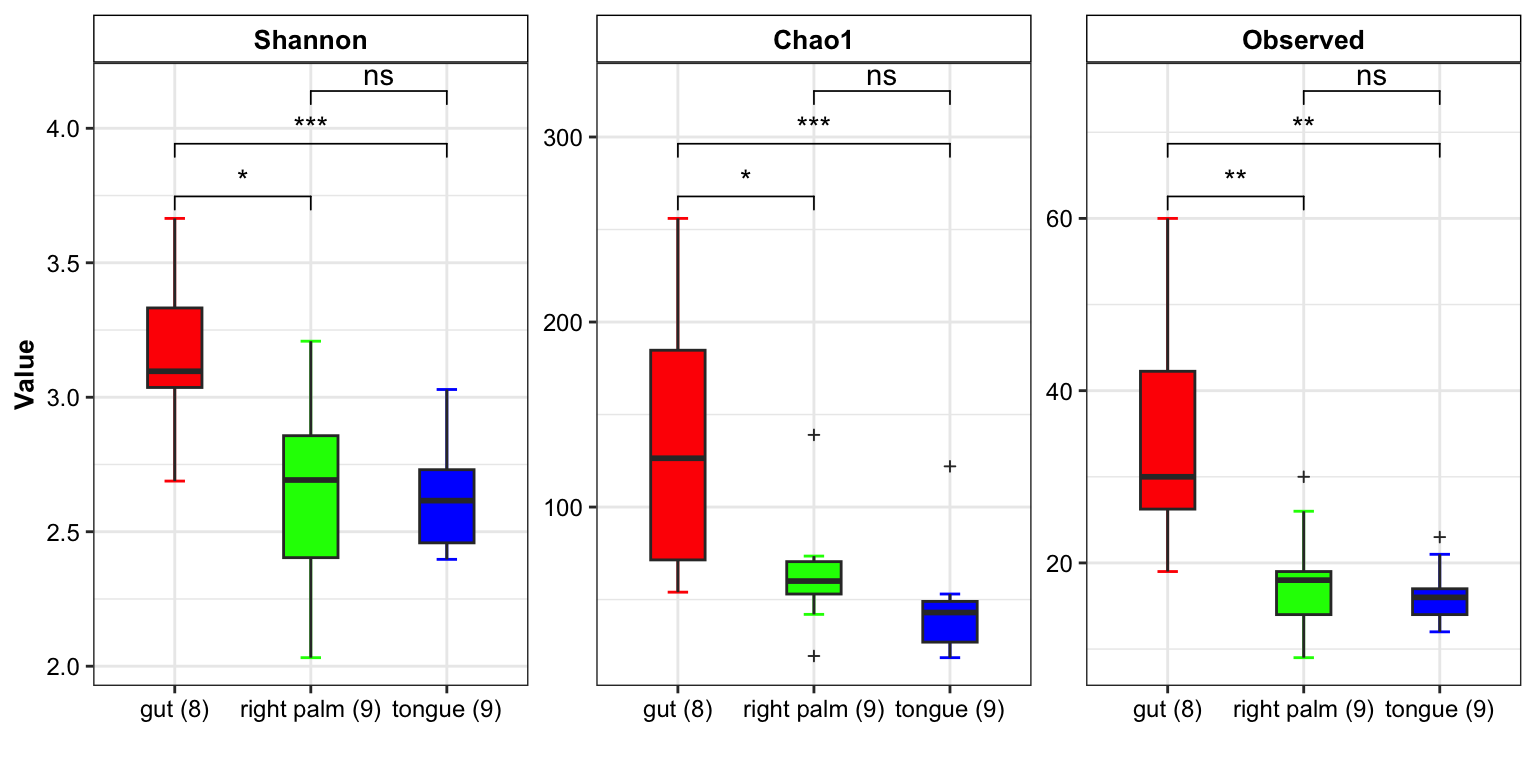 Shannon
Chao1
Observed
ns
***
*
ns
***
*
ns
**
**
Value
4.0
3.5
3.0
2.5
2.0
300
200
100
60
40
20
gut (8)
right palm (9)
tongue (9)
gut (8)
right palm (9)
tongue (9)
gut (8)
right palm (9)
tongue (9)